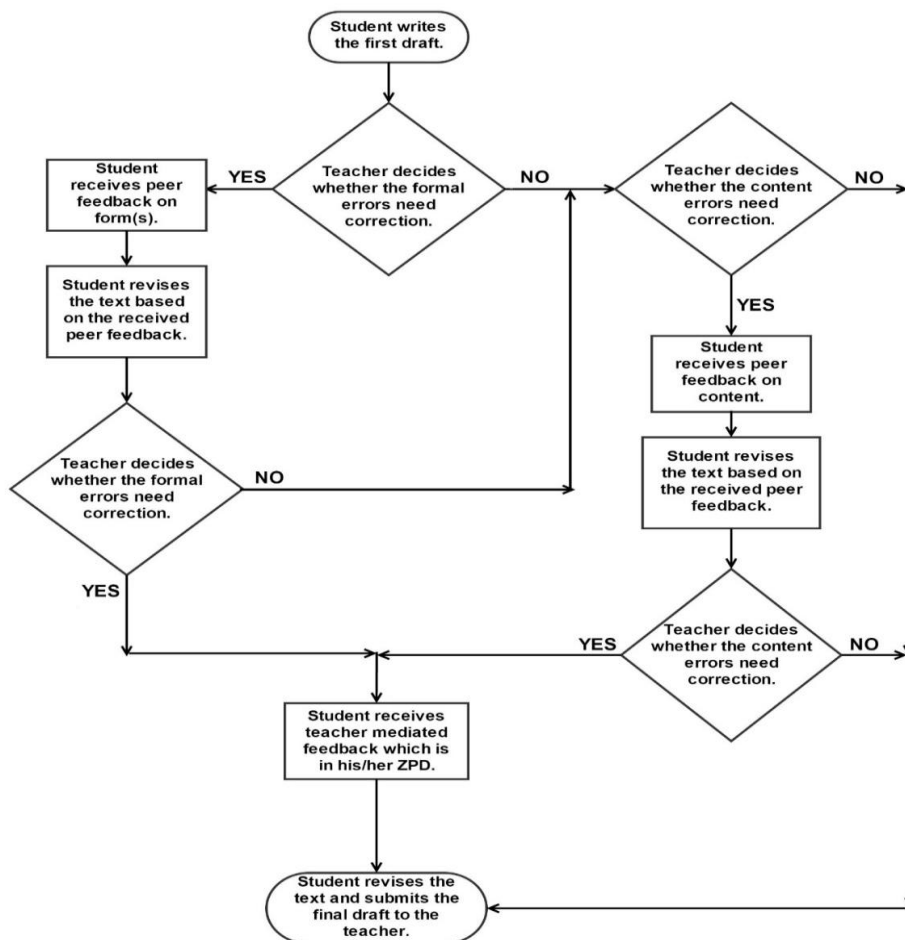 Student writes
the first draft.
Teacher decides
whether the formal
errors need
correction.
YES
NO
Student
receives peer
feedback on
form(s).
Student revises
the text based
on the received
peer feedback.
Teacher decides
whether the formal
errors need
correction.
NO
YES
Teacher decides
whether the content
errors need
correction.
NO
YES
Student
receives peer
feedback on
content.
Student revises
the text based on
the received peer
feedback.
Teacher decides
whether the content
errors need
correction.
YES
NO
Student receives
teacher mediated
feedback which is
in his/her ZPD.
Student revises the
text and submits the
final draft to the
teacher.